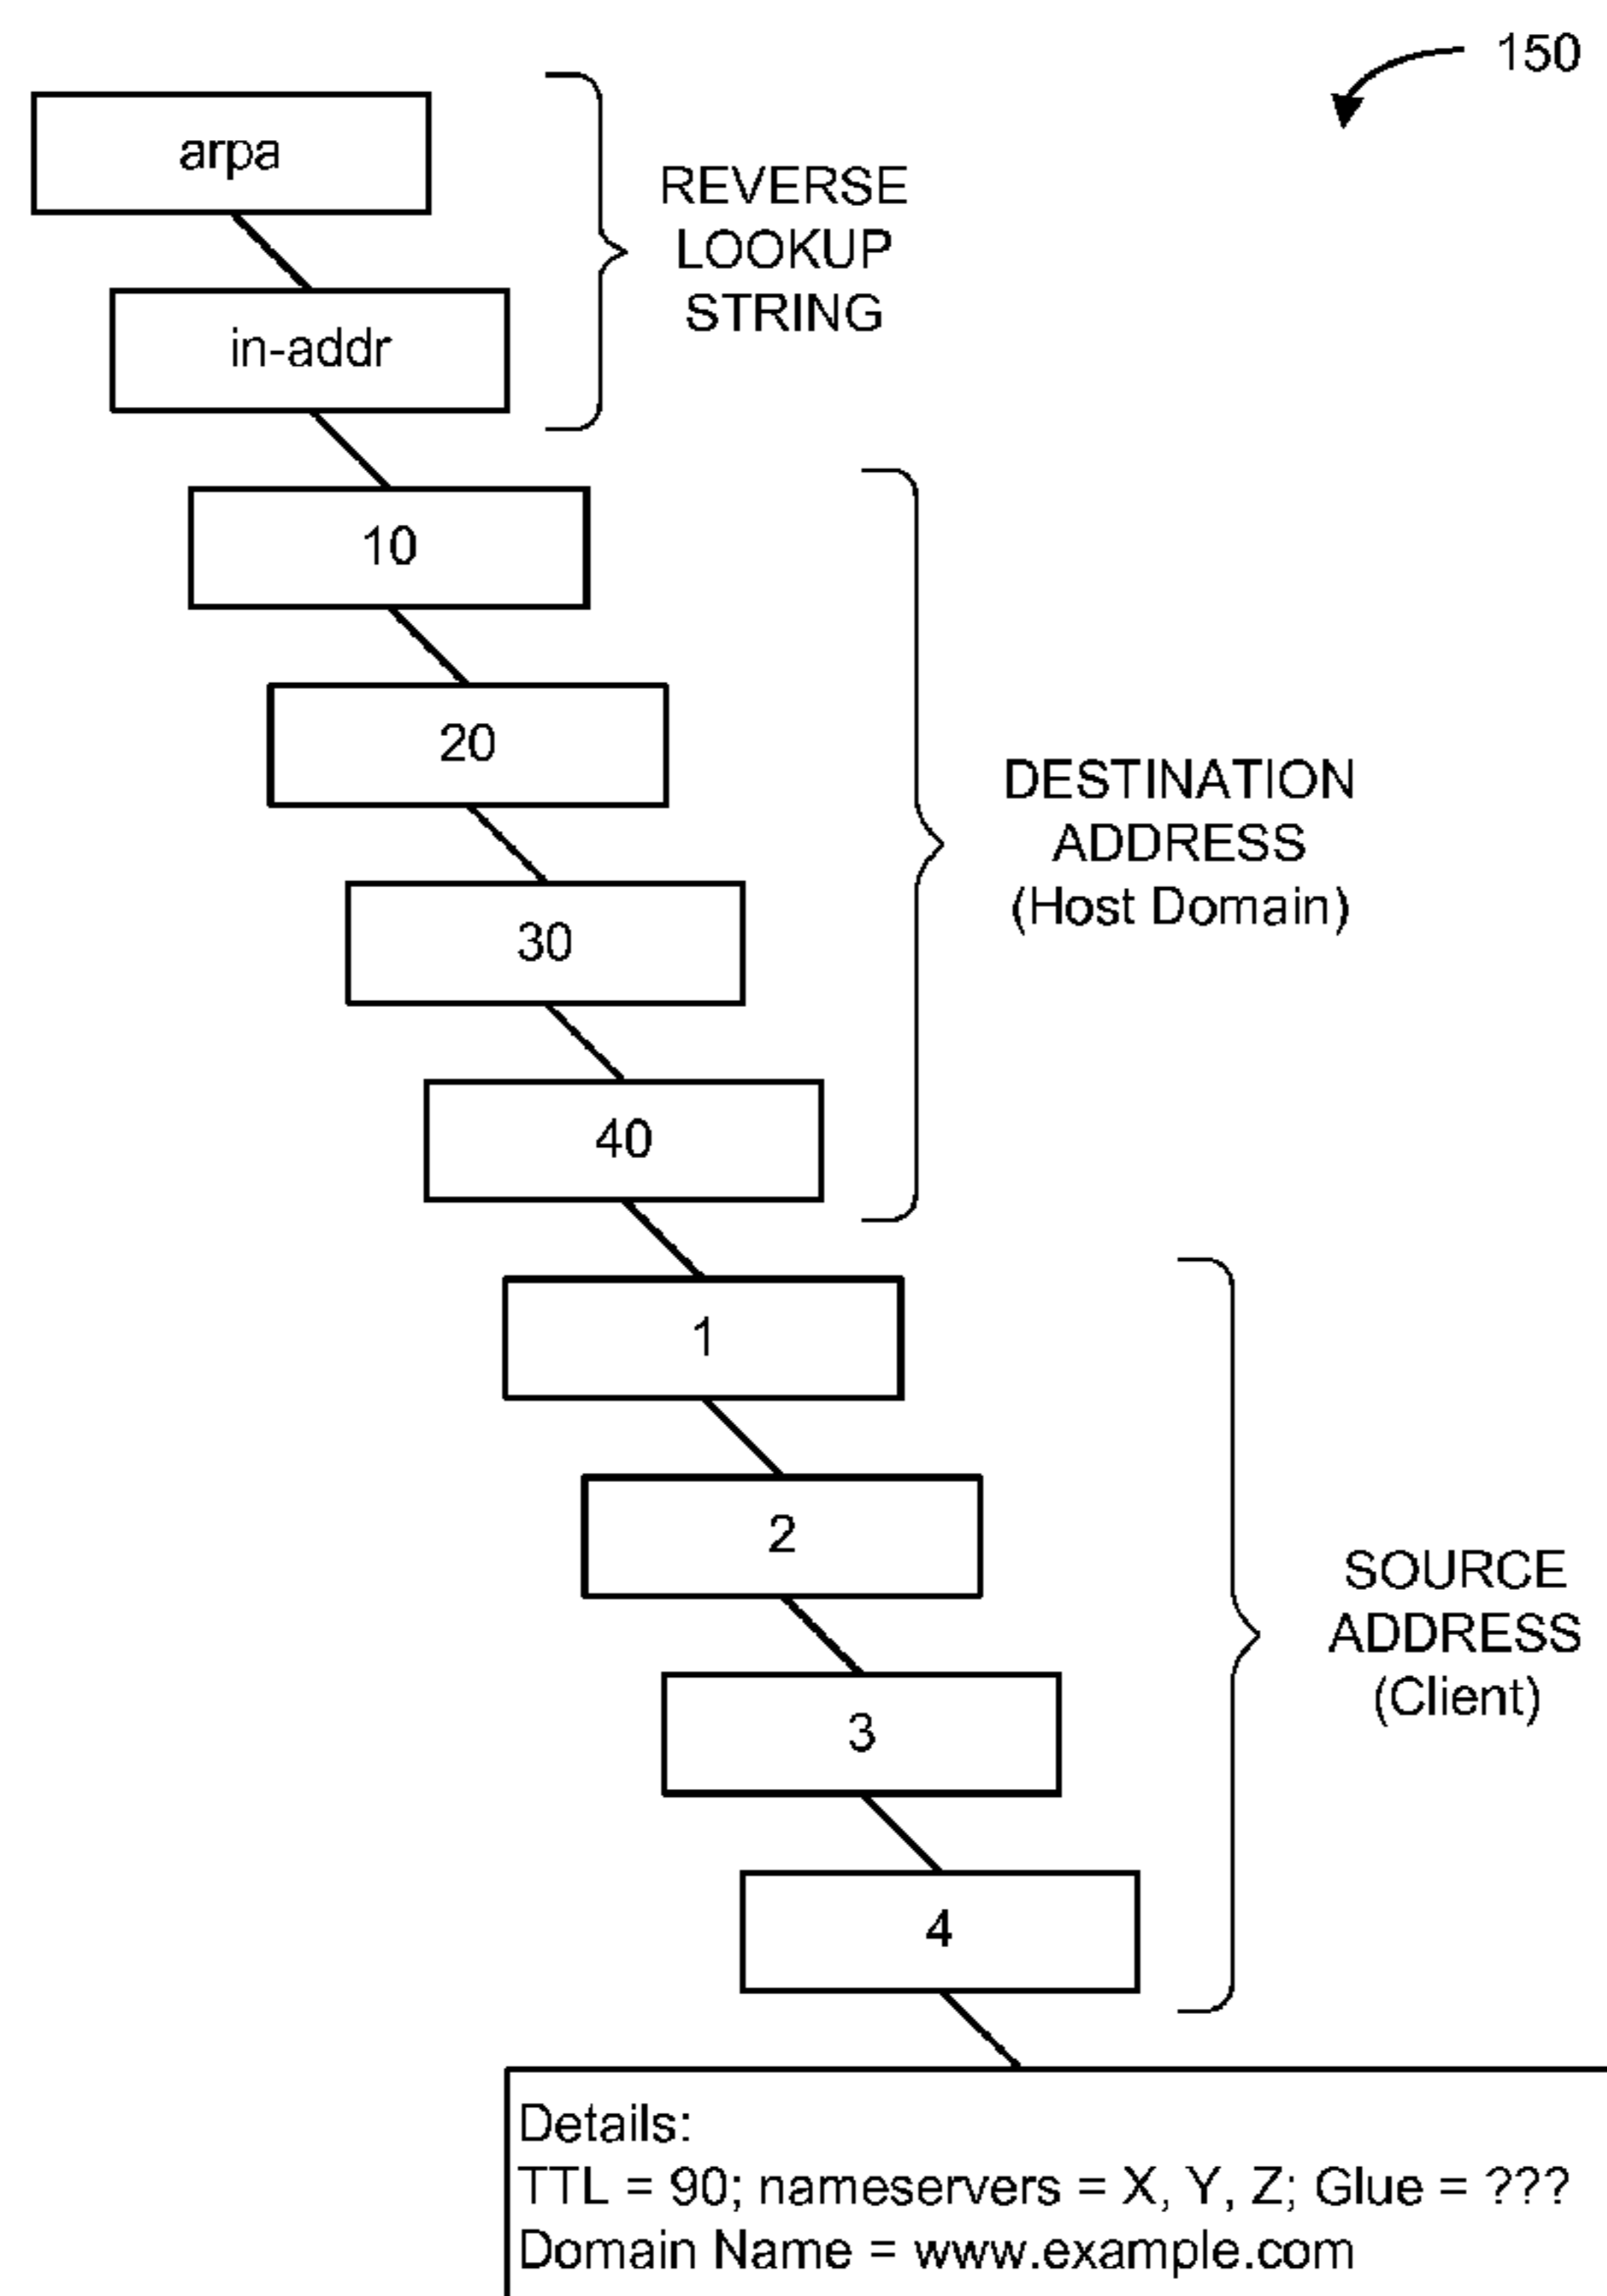 150
arpa
REVERSE
LOOKUP
STRING
in-addr
10
20
DESTINATION
ADDRESS
(Host Domain)
30
40
1
2
SOURCE
ADDRESS
(Client)
3
4
Details:
TTL = 90; nameservers = X, Y, Z; Glue = ???
Domain Name = www.example.com